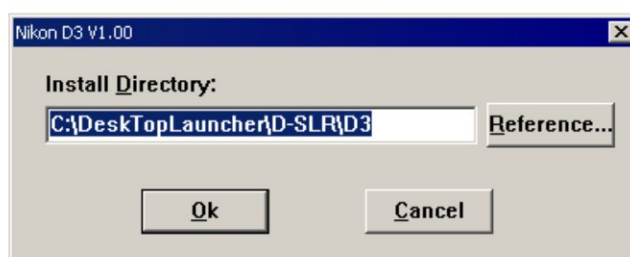 Nikon D3 V1.00
Install Directory:
C:\DeskTopLauncher\D-SLR\D3
Reference...
Ok
Cancel